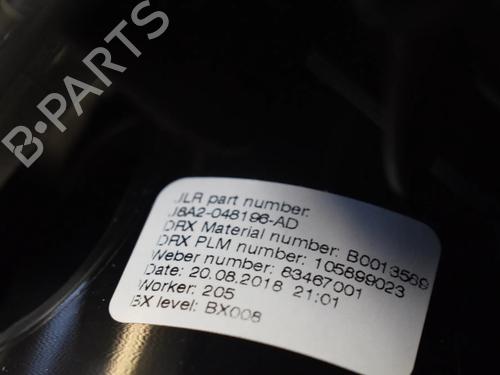 B-PARTS
JLR part number:
J8A2-048196-AD
DRX Material number: B0013569
DRX PLM number: 105899023
Weber number: 83467001
Date: 20.08.2018 21:01
Worker: 205
BX level: BX008